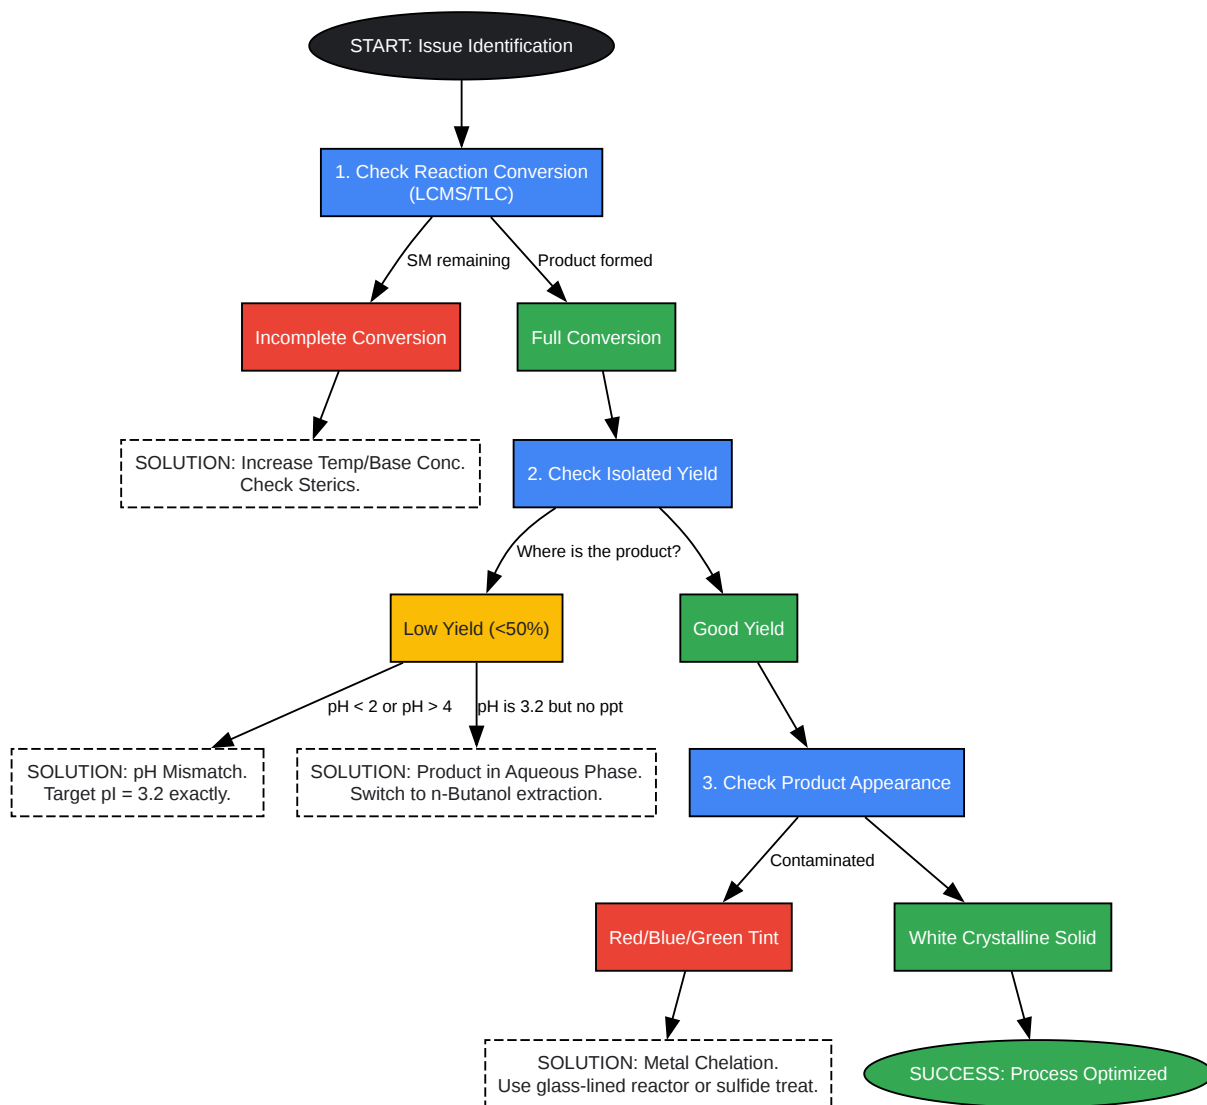 START: Issue Identification
1. Check Reaction Conversion
(LCMS/TLC)
SM remaining
Product formed
Incomplete Conversion
Full Conversion
SOLUTION: Increase Temp/Base Conc.
Check Sterics.
2. Check Isolated Yield
Where is the product?
Low Yield (<50%)
Good Yield
pH < 2 or pH > 4
pH is 3.2 but no ppt
SOLUTION: pH Mismatch.
Target pI = 3.2 exactly.
SOLUTION: Product in Aqueous Phase.
Switch to n-Butanol extraction.
3. Check Product Appearance
Contaminated
Red/Blue/Green Tint
White Crystalline Solid
SOLUTION: Metal Chelation.
Use glass-lined reactor or sulfide treat.
SUCCESS: Process Optimized